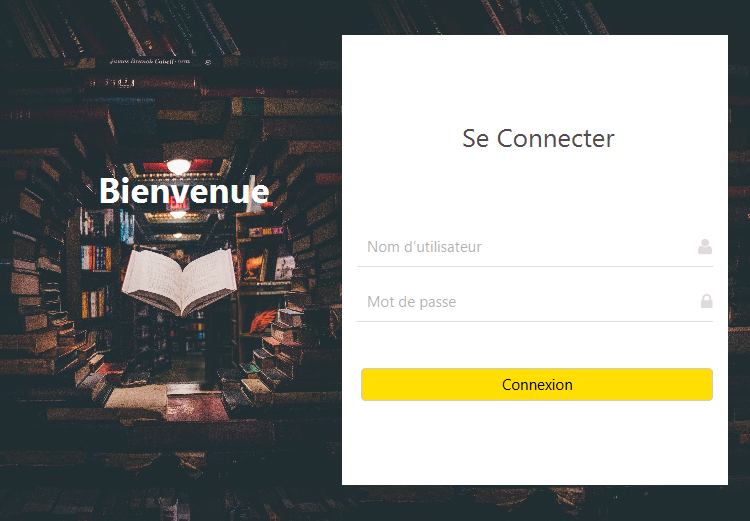 Bienvenue
Se Connecter
Nom d'utilisateur
Mot de passe
Connexion